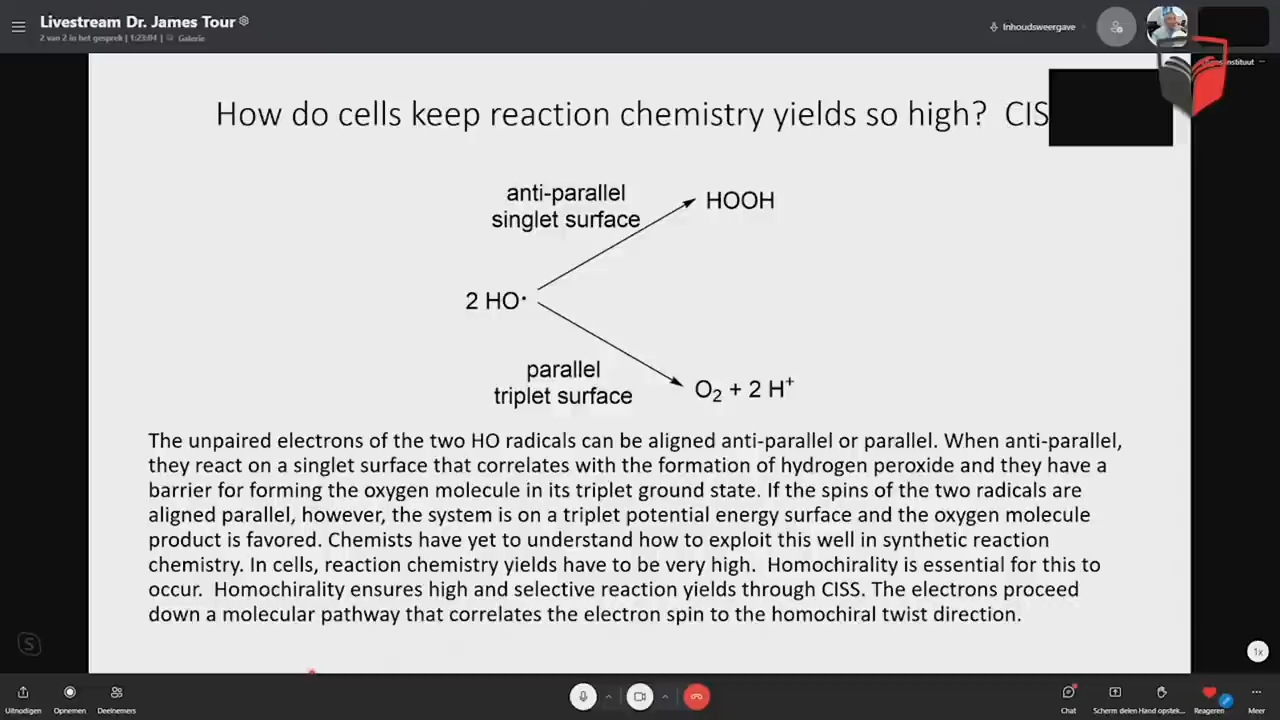 Livestream Dr. James Tour
2 van 2 in het gesprek | 1:23:04 | Galerie
Inhoudsweergave
How do cells keep reaction chemistry yields so high? CIS
anti-parallel
singlet surface
HOOH
2 HO·
parallel
triplet surface
O₂ + 2 H⁺
The unpaired electrons of the two HO radicals can be aligned anti-parallel or parallel. When anti-parallel,
they react on a singlet surface that correlates with the formation of hydrogen peroxide and they have a
barrier for forming the oxygen molecule in its triplet ground state. If the spins of the two radicals are
aligned parallel, however, the system is on a triplet potential energy surface and the oxygen molecule
product is favored. Chemists have yet to understand how to exploit this well in synthetic reaction
chemistry. In cells, reaction chemistry yields have to be very high. Homochirality is essential for this to
occur. Homochirality ensures high and selective reaction yields through CISS. The electrons proceed
down a molecular pathway that correlates the electron spin to the homochiral twist direction.
1x
Uitnodigen
Opnemen
Deelnemers
Chat
Scherm delen
Hand opstek...
Reageren
Meer